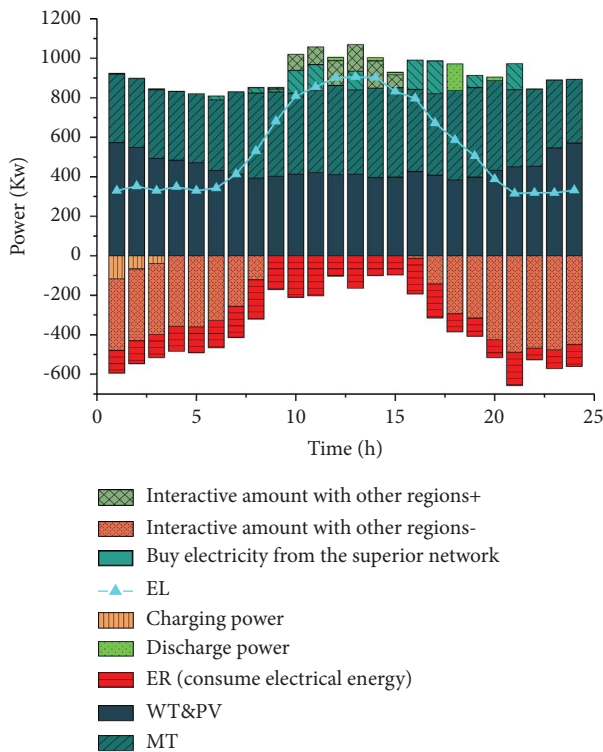 1200
1000
800
600
400
200
0
-200
-400
-600
Power (Kw)
0 5 10 15 20 25
Time (h)
Interactive amount with other regions+
Interactive amount with other regions-
Buy electricity from the superior network
EL
Charging power
Discharge power
ER (consume electrical energy)
WT&PV
MT